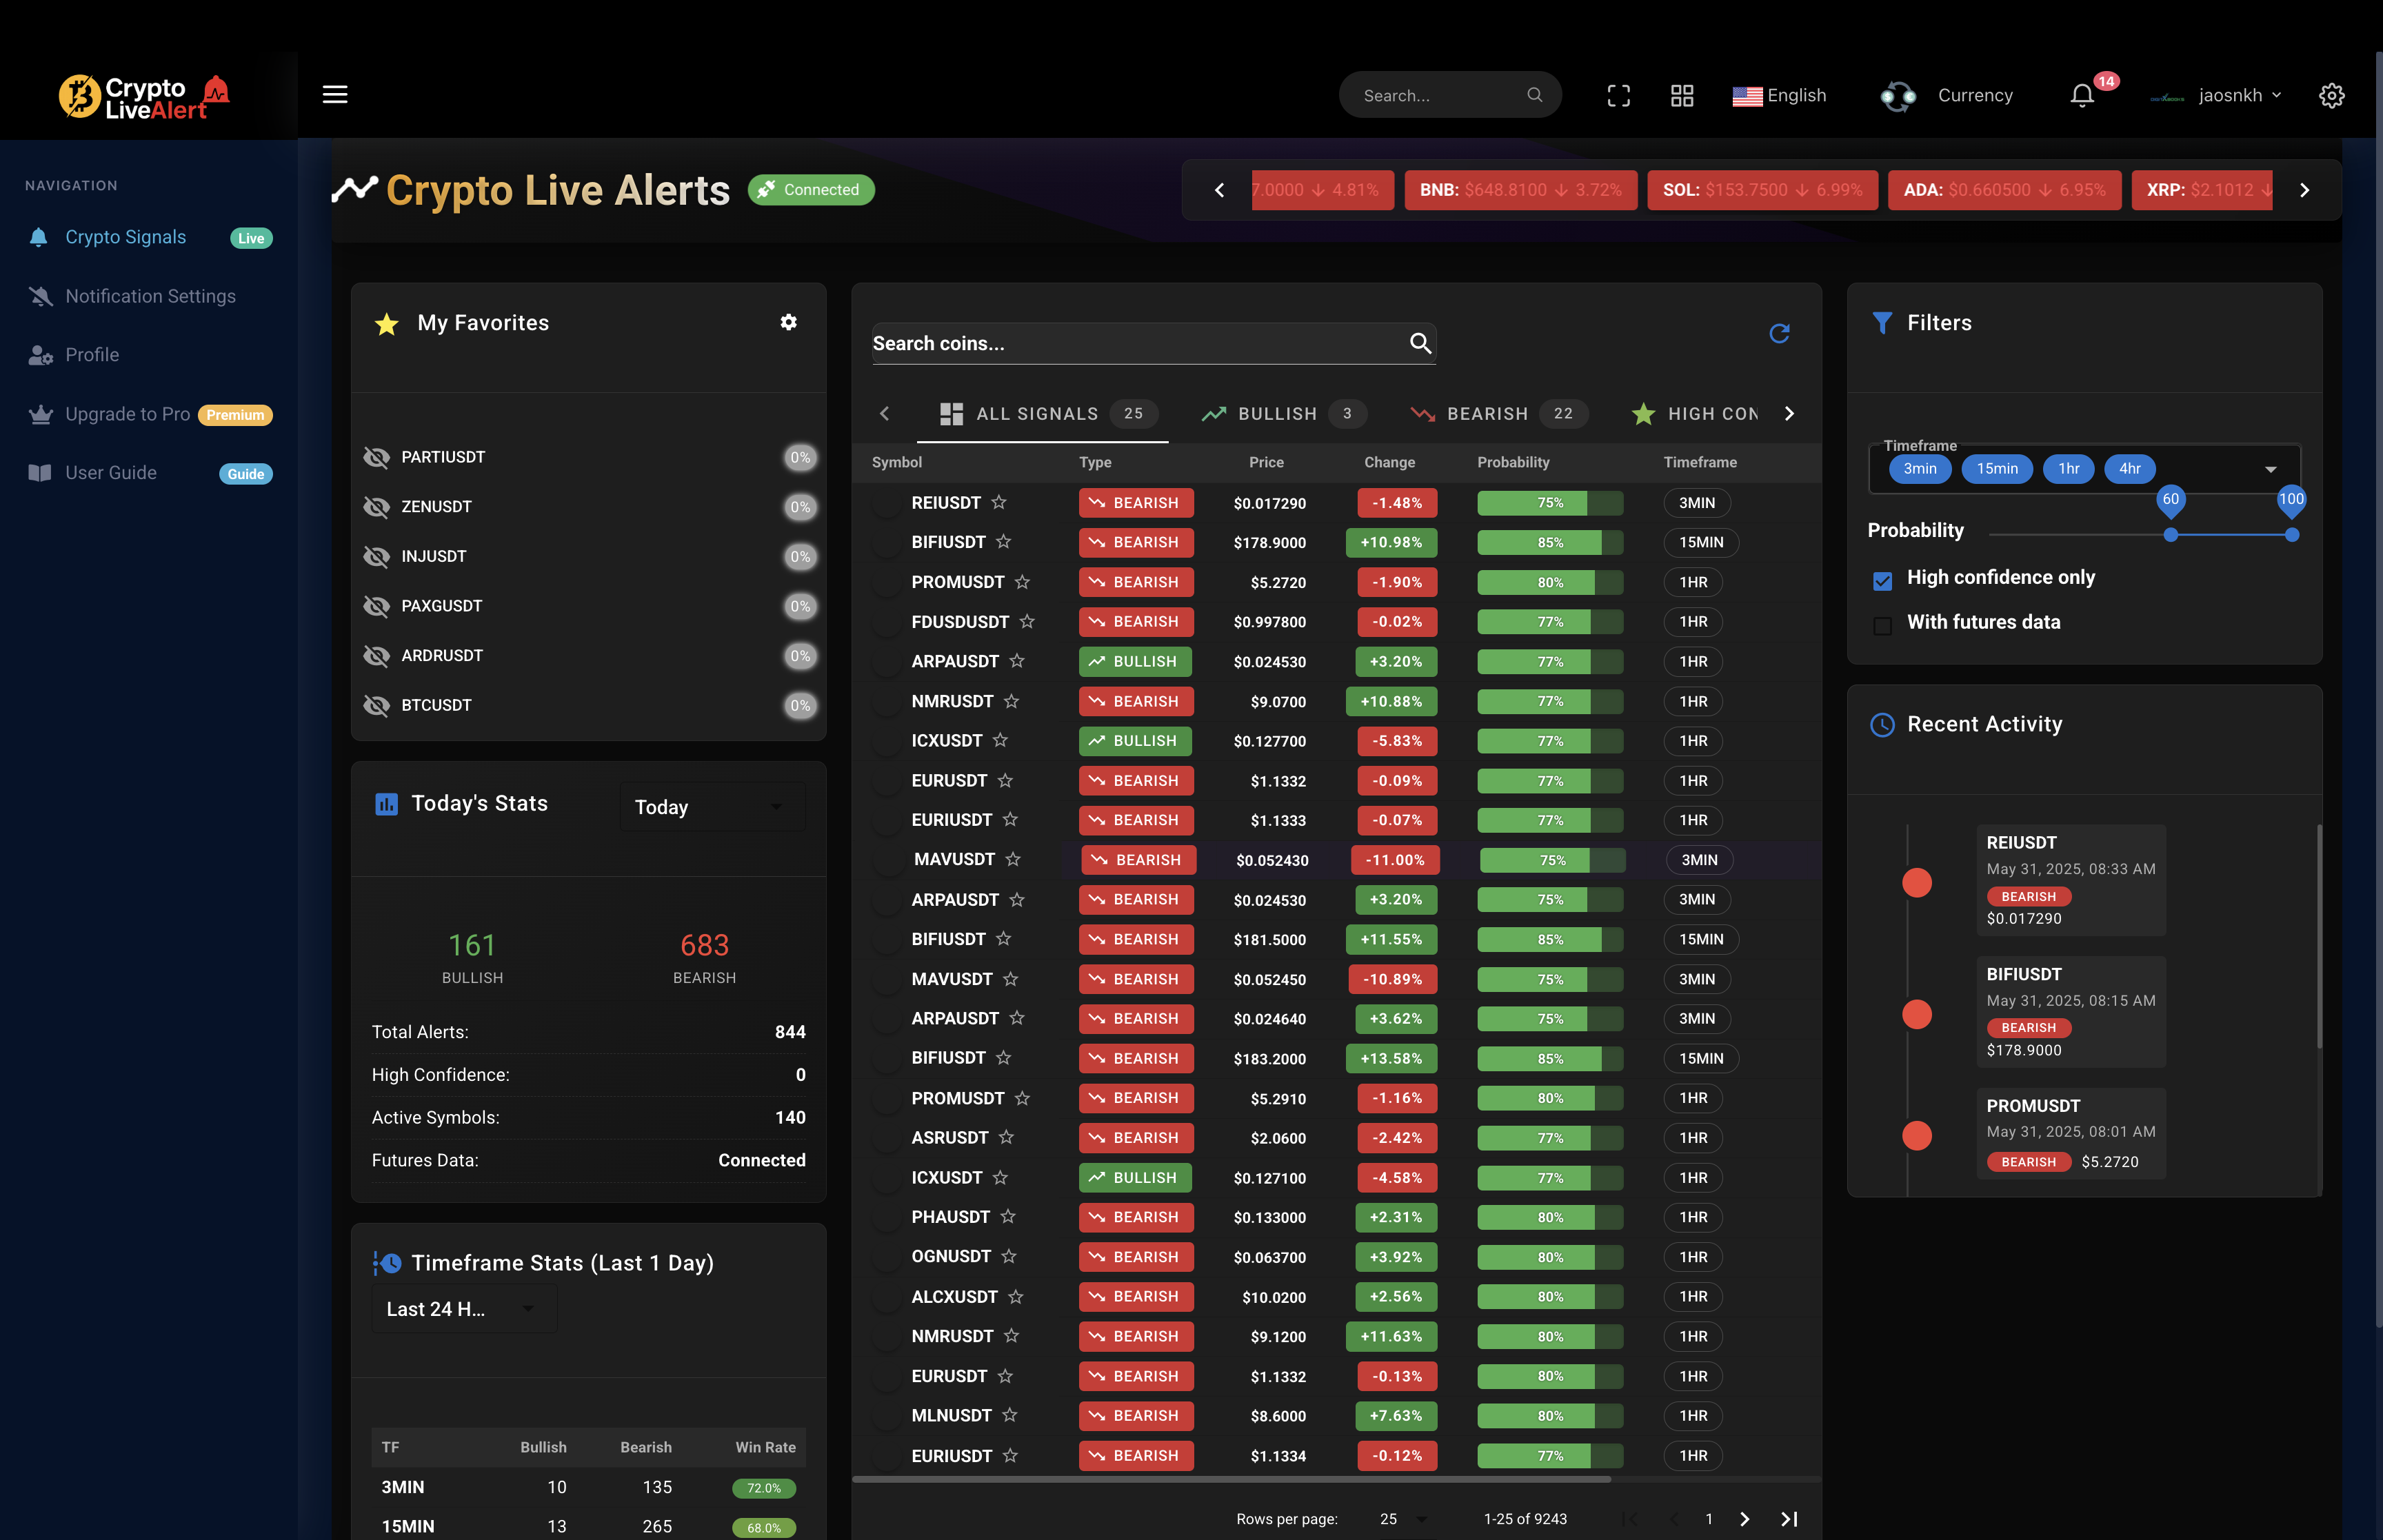 Crypto
LiveAlert
Search...
English
Currency
14
jaosnkh
NAVIGATION
Crypto Signals Live
Notification Settings
Profile
Upgrade to Pro Premium
User Guide Guide
Crypto Live Alerts Connected
7.0000 ↓ 4.81% BNB: $648.8100 ↓ 3.72% SOL: $153.7500 ↓ 6.99% ADA: $0.660500 ↓ 6.95% XRP: $2.1012 ↓
My Favorites
PARTIUSDT 0%
ZENUSDT 0%
INJUSDT 0%
PAXGUSDT 0%
ARDRUSDT 0%
BTCUSDT 0%
Today's Stats Today
161 683
BULLISH BEARISH
Total Alerts: 844
High Confidence: 0
Active Symbols: 140
Futures Data: Connected
Timeframe Stats (Last 1 Day)
Last 24 H...
TF Bullish Bearish Win Rate
3MIN 10 135 72.0%
15MIN 13 265 68.0%
Search coins...
ALL SIGNALS 25 BULLISH 3 BEARISH 22 HIGH CON
Symbol Type Price Change Probability Timeframe
REIUSDT BEARISH $0.017290 -1.48% 75% 3MIN
BIFIUSDT BEARISH $178.9000 +10.98% 85% 15MIN
PROMUSDT BEARISH $5.2720 -1.90% 80% 1HR
FDUSDUSDT BEARISH $0.997800 -0.02% 77% 1HR
ARPAUSDT BULLISH $0.024530 +3.20% 77% 1HR
NMRUSDT BEARISH $9.0700 +10.88% 77% 1HR
ICXUSDT BULLISH $0.127700 -5.83% 77% 1HR
EURUSDT BEARISH $1.1332 -0.09% 77% 1HR
EURIUSDT BEARISH $1.1333 -0.07% 77% 1HR
MAVUSDT BEARISH $0.052430 -11.00% 75% 3MIN
ARPAUSDT BEARISH $0.024530 +3.20% 75% 3MIN
BIFIUSDT BEARISH $181.5000 +11.55% 85% 15MIN
MAVUSDT BEARISH $0.052450 -10.89% 75% 3MIN
ARPAUSDT BEARISH $0.024640 +3.62% 75% 3MIN
BIFIUSDT BEARISH $183.2000 +13.58% 85% 15MIN
PROMUSDT BEARISH $5.2910 -1.16% 80% 1HR
ASRUSDT BEARISH $2.0600 -2.42% 77% 1HR
ICXUSDT BULLISH $0.127100 -4.58% 77% 1HR
PHAUSDT BEARISH $0.133000 +2.31% 80% 1HR
OGNUSDT BEARISH $0.063700 +3.92% 80% 1HR
ALCXUSDT BEARISH $10.0200 +2.56% 80% 1HR
NMRUSDT BEARISH $9.1200 +11.63% 80% 1HR
EURUSDT BEARISH $1.1332 -0.13% 80% 1HR
MLNUSDT BEARISH $8.6000 +7.63% 80% 1HR
EURIUSDT BEARISH $1.1334 -0.12% 77% 1HR
Rows per page: 25 1-25 of 9243 1
Filters
Timeframe
3min 15min 1hr 4hr
60 100
Probability
High confidence only
With futures data
Recent Activity
REIUSDT
May 31, 2025, 08:33 AM
BEARISH
$0.017290
BIFIUSDT
May 31, 2025, 08:15 AM
BEARISH
$178.9000
PROMUSDT
May 31, 2025, 08:01 AM
BEARISH $5.2720